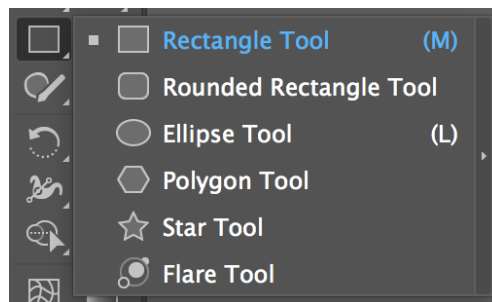 Rectangle Tool (M)
Rounded Rectangle Tool
Ellipse Tool (L)
Polygon Tool
Star Tool
Flare Tool